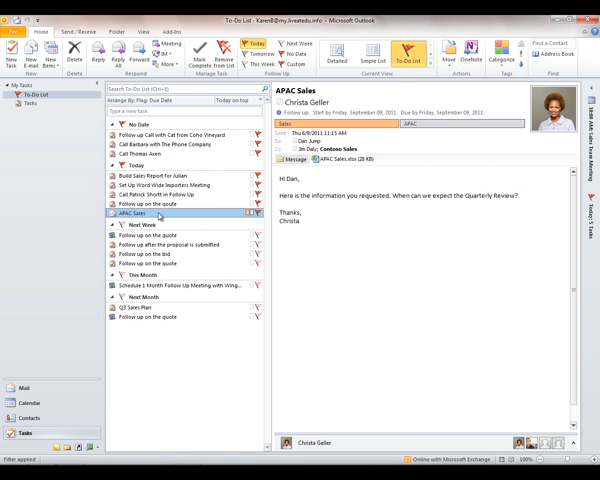 To-Do List - KarenB@my.liveatedu.info - Microsoft Outlook
File Home Send / Receive Folder View Add-Ins
New Task
New Email
New Items
Delete
Reply
Reply All
Forward
Meeting
IM
More
Mark Complete
Remove from List
Today
Tomorrow
This Week
Next Week
No Date
Custom
Detailed
Simple List
To-Do List
Move
OneNote
Categorize
Find a Contact
Address Book
New Delete Respond Manage Task Follow Up Current View Actions Tags Find
My Tasks
To-Do List
Tasks
Search To-Do List (Ctrl+E)
Arrange By: Flag: Due Date Today on top
Type a new task
No Date
Follow up Call with Cat from Coho Vineyard
Call Barbara with The Phone Company
Call Thomas Axen
Today
Build Sales Report for Julian
Set Up Word Wide Importers Meeting
Call Patrick Shortt in Follow Up
Follow up on the qoute
APAC Sales
Next Week
Follow up on the quote
Follow up after the proposal is submitted
Follow up on the bid
Follow up on the quote
This Month
Schedule 1 Month Follow Up Meeting with Wing...
Next Month
Q3 Sales Plan
Follow up on the quote
APAC Sales
Christa Geller
Follow up. Start by Friday, September 09, 2011. Due by Friday, September 09, 2011.
Sales APAC
Sent: Thu 6/9/2011 11:15 AM
To: Dan Jump
Cc: Jim Daly; Contoso Sales
Message APAC Sales.xlsx (28 KB)
Hi Dan,
Here is the information you requested. When can we expect the Quarterly Review?
Thanks,
Christa
10:00 AM: Sales Team Meeting
Today: 5 Tasks
Mail
Calendar
Contacts
Tasks
Christa Geller
Filter applied
Online with Microsoft Exchange
100%